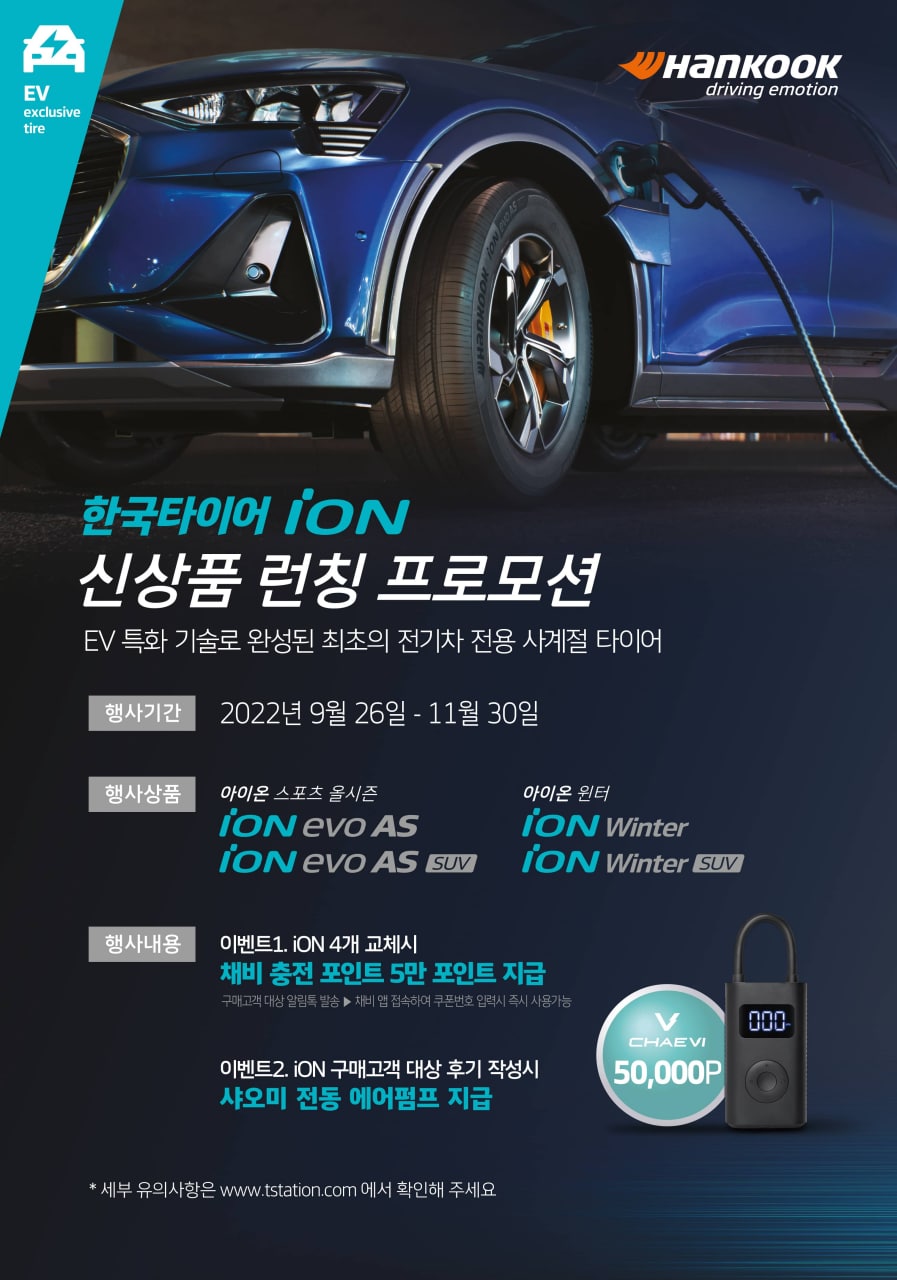 EV
exclusive
tire
HANKOOK
driving emotion
HANKOOK iON evo AS
한국타이어 iON
신상품 런칭 프로모션
EV 특화 기술로 완성된 최초의 전기차 전용 사계절 타이어
행사기간 2022년 9월 26일 - 11월 30일
행사상품 아이온 스포츠 올시즌 아이온 윈터
iON evo AS iON Winter
iON evo AS SUV iON Winter SUV
행사내용 이벤트1. iON 4개 교체시
채비 충전 포인트 5만 포인트 지급
구매고객 대상 알림톡 발송 ▶ 채비 앱 접속하여 쿠폰번호 입력시 즉시 사용가능
000
CHAEVI
50,000P
이벤트2. iON 구매고객 대상 후기 작성시
샤오미 전동 에어펌프 지급
* 세부 유의사항은 www.tstation.com 에서 확인해 주세요